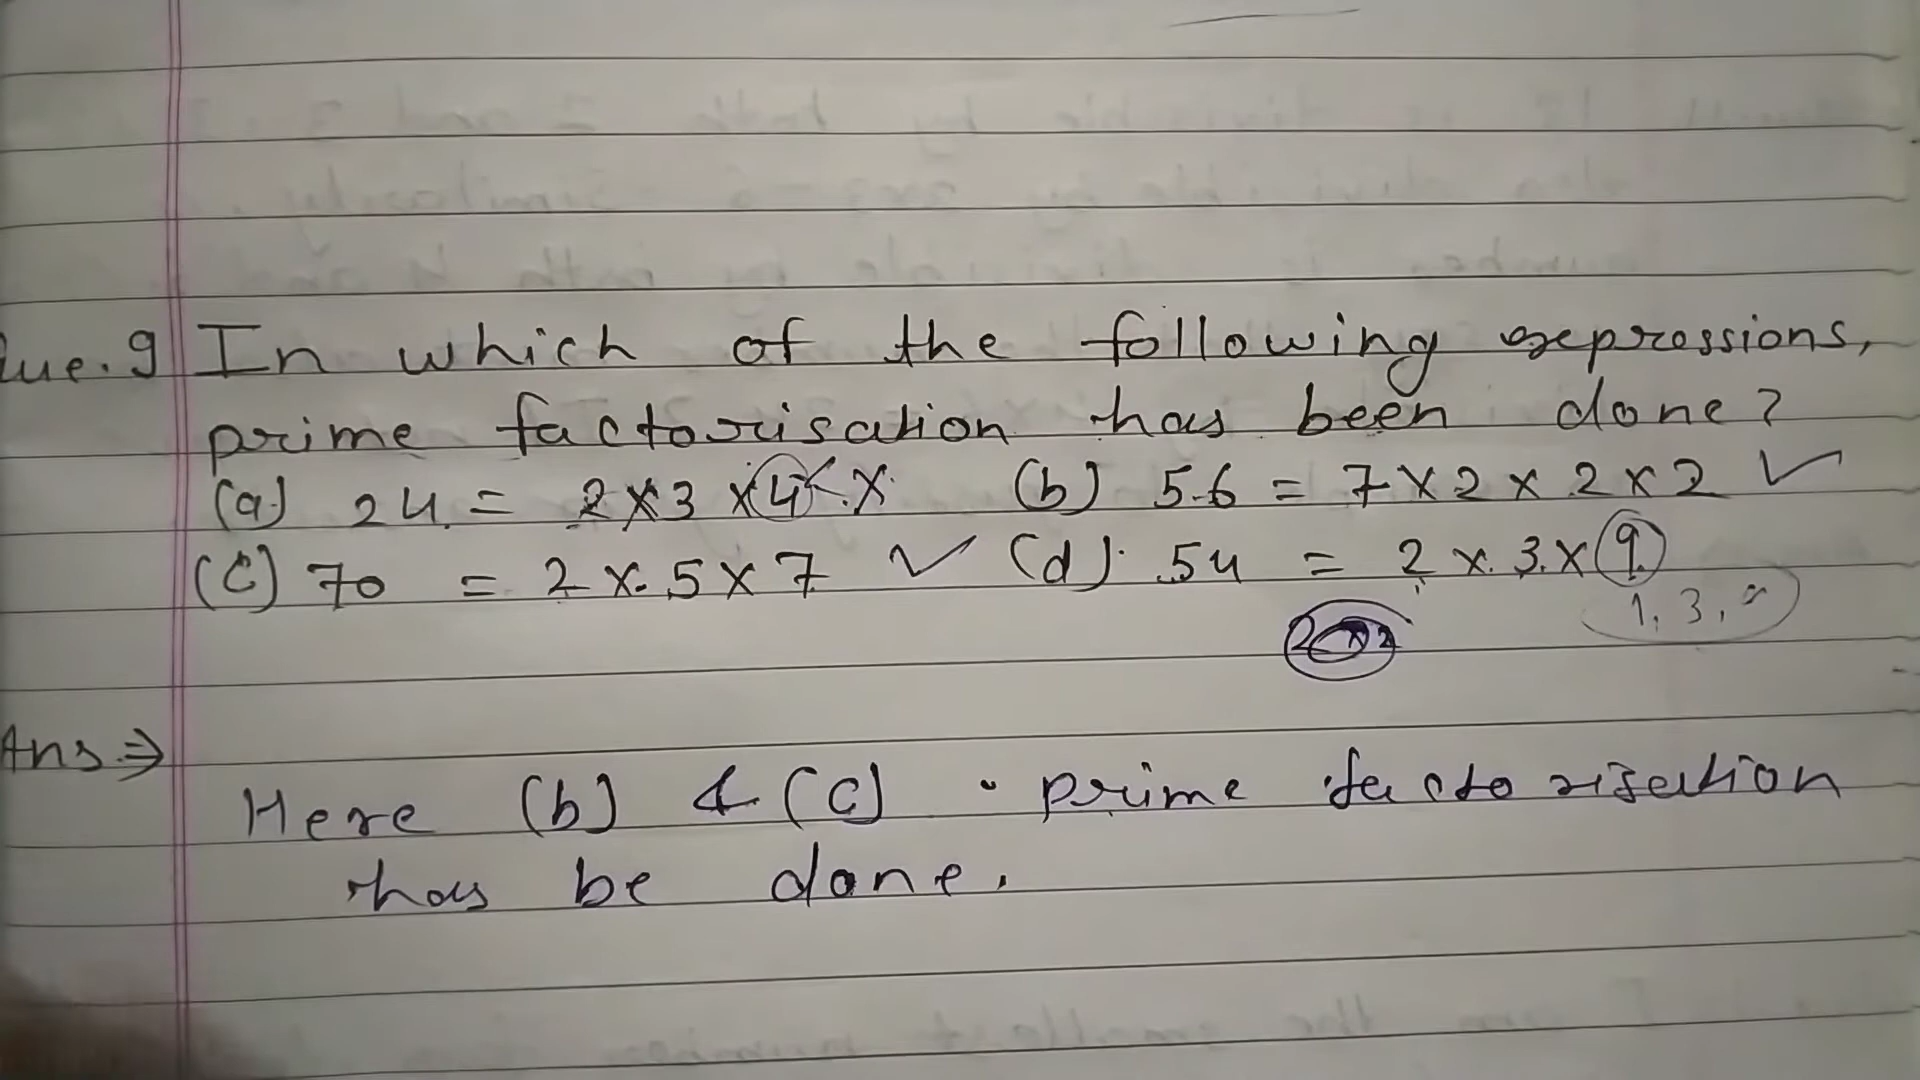 Que.9 In which of the following expressions,
prime factorisation has been done?
(a) 24 = 2×3×4 × (b) 56 = 7×2×2×2 ✓
(c) 70 = 2×5×7 ✓ (d) 54 = 2×3×9
1, 3,
Ans ⇒
Here (b) & (c) prime factorisation
has be done.